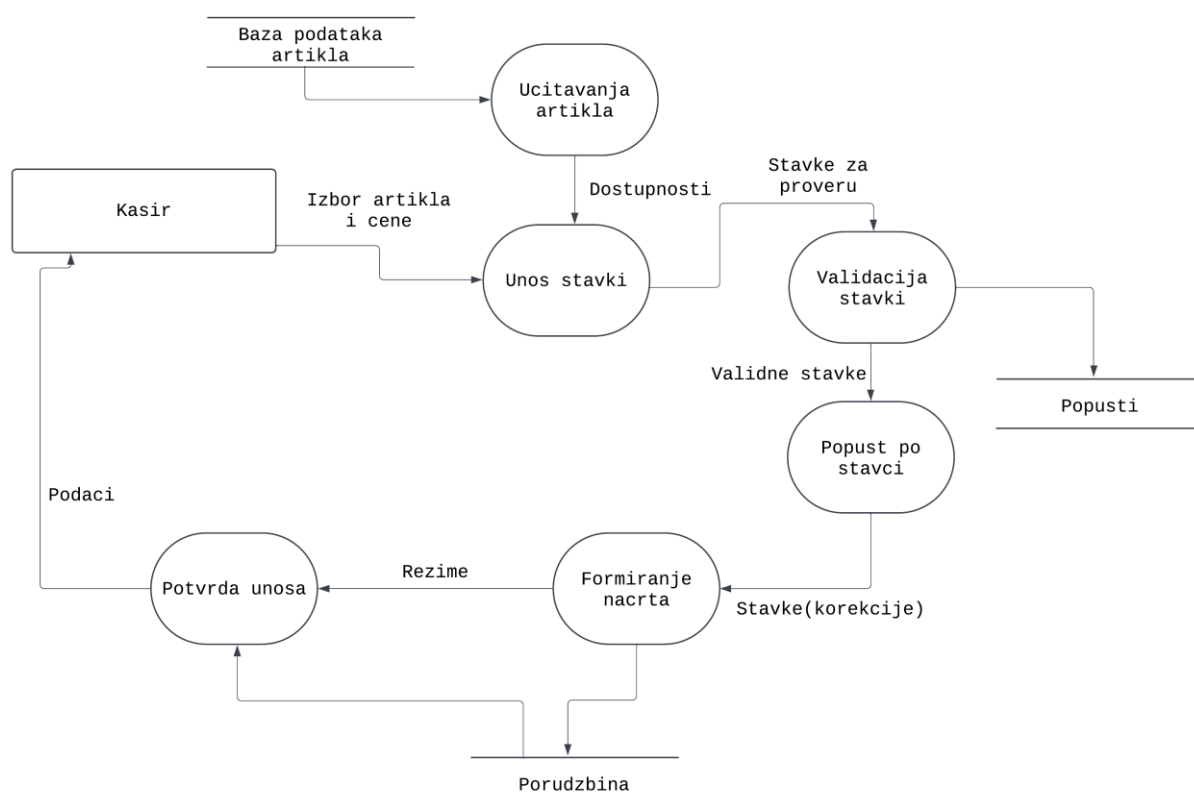 Baza podataka
artikla
Ucitavanja
artikla
Stavke za
proveru
Dostupnosti
Kasir
Izbor artikla
i cene
Unos stavki
Validacija
stavki
Validne stavke
Popusti
Popust po
stavci
Podaci
Potvrda unosa
Rezime
Formiranje
nacrta
Stavke(korekcije)
Porudzbina